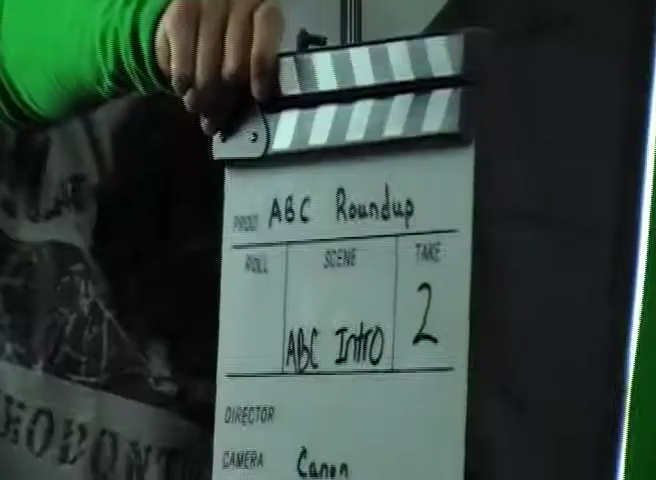 PROD ABC Roundup
ROLL SCENE TAKE
ABC Intro 2
DIRECTOR
CAMERA Canon